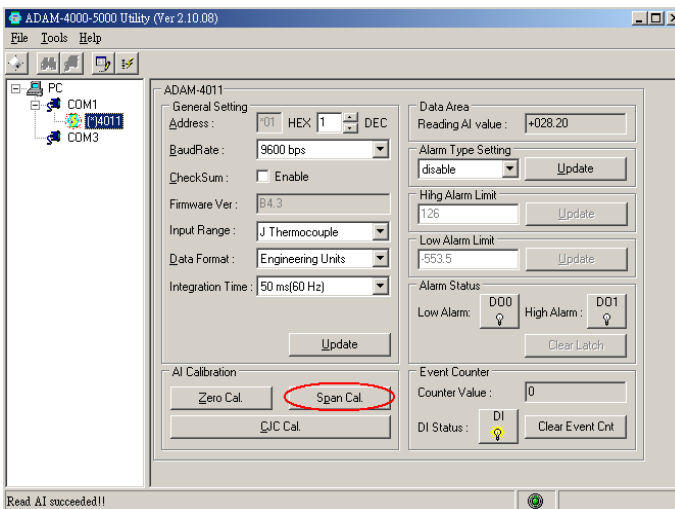 ADAM-4000-5000 Utility (Ver 2.10.08)
File Tools Help
PC
COM1
(*)4011
COM3
ADAM-4011
General Setting
Address : *01 HEX 1 DEC
BaudRate : 9600 bps
CheckSum : Enable
Firmware Ver : B4.3
Input Range : J Thermocouple
Data Format : Engineering Units
Integration Time : 50 ms(60 Hz)
Update
AI Calibration
Zero Cal. Span Cal.
CJC Cal.
Data Area
Reading AI value : +028.20
Alarm Type Setting
disable Update
Hihg Alarm Limit
126 Update
Low Alarm Limit
-553.5 Update
Alarm Status
Low Alarm: DO0 High Alarm : DO1
Clear Latch
Event Counter
Counter Value : 0
DI Status : DI Clear Event Cnt
Read AI succeeded!!